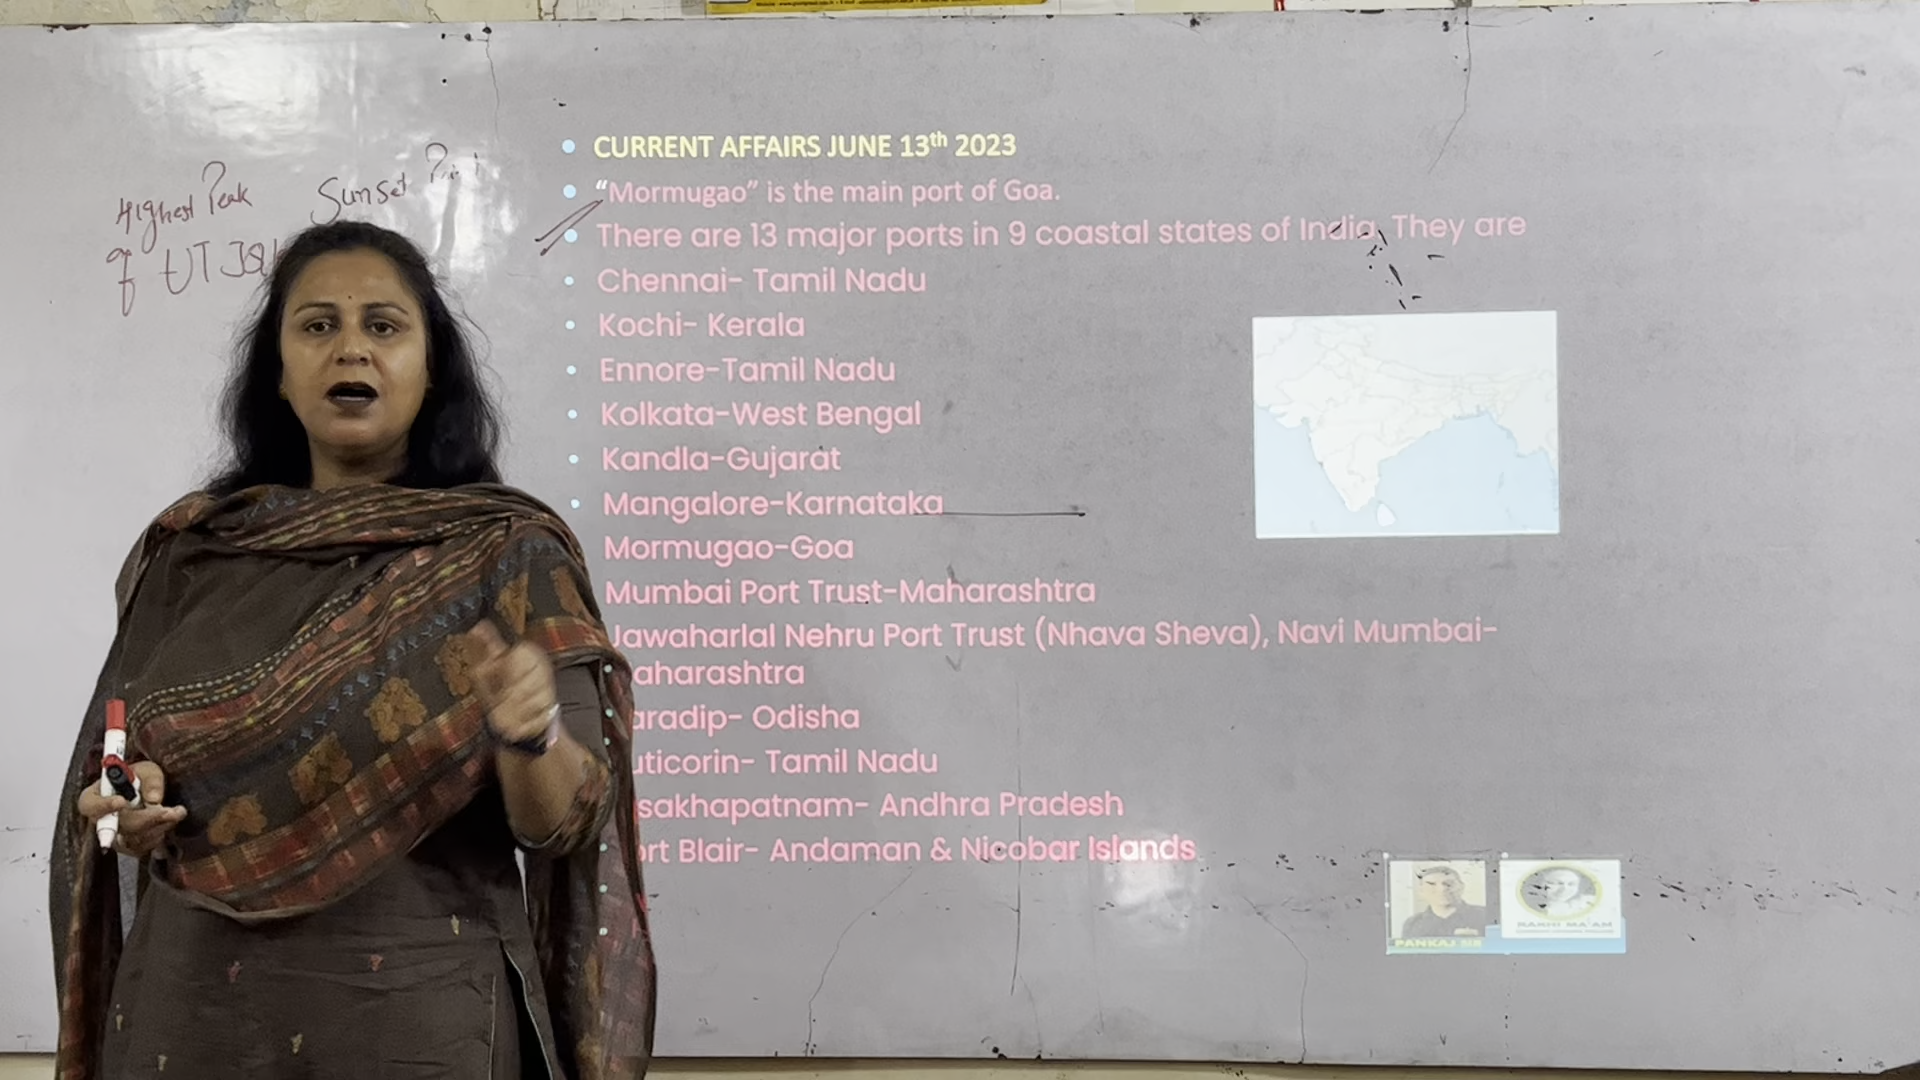 Highest Peak Sunset
of UT J&K
CURRENT AFFAIRS JUNE 13th 2023
“Mormugao” is the main port of Goa.
There are 13 major ports in 9 coastal states of India. They are
Chennai- Tamil Nadu
Kochi- Kerala
Ennore-Tamil Nadu
Kolkata-West Bengal
Kandla-Gujarat
Mangalore-Karnataka
Mormugao-Goa
Mumbai Port Trust-Maharashtra
Jawaharlal Nehru Port Trust (Nhava Sheva), Navi Mumbai-
aharashtra
aradip- Odisha
uticorin- Tamil Nadu
sakhapatnam- Andhra Pradesh
ort Blair- Andaman & Nicobar Islands
PANKAJ SIR